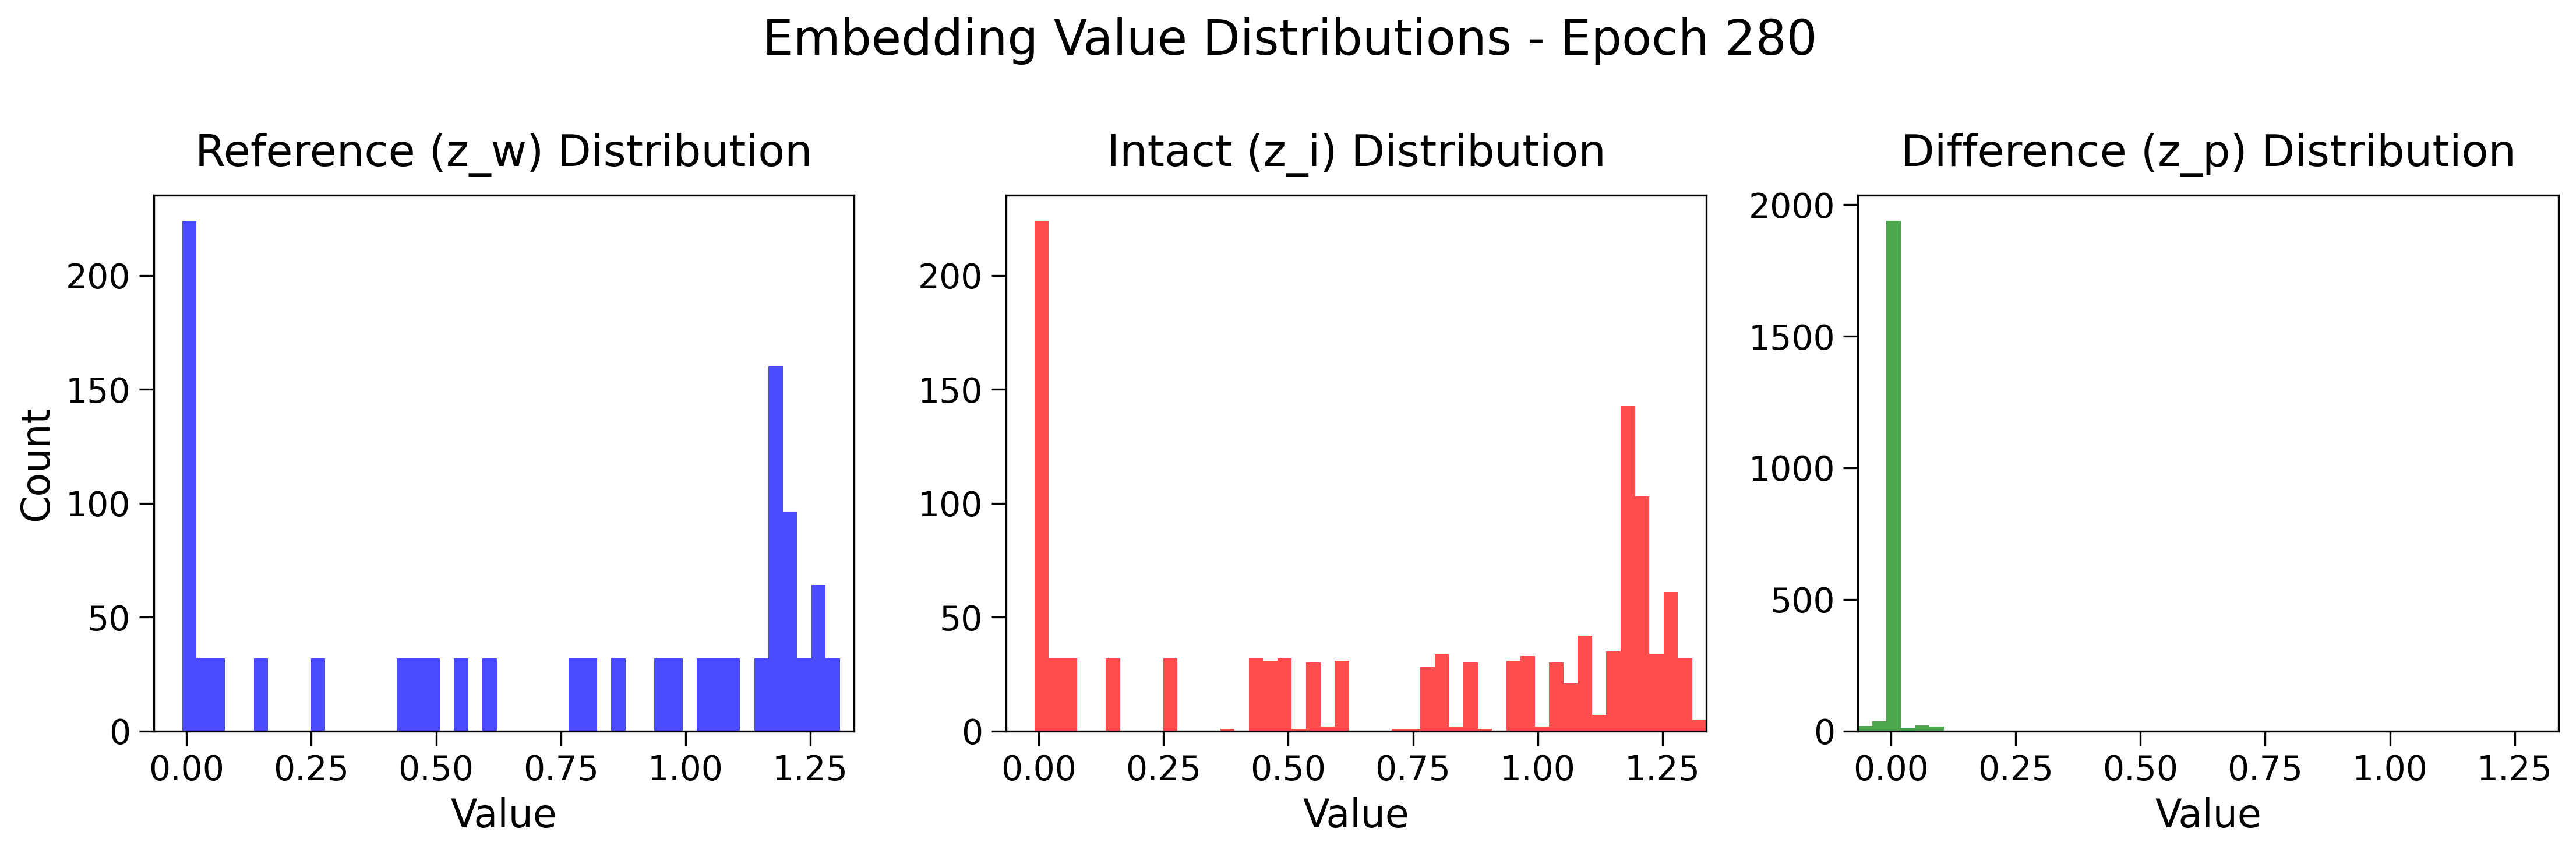 Embedding Value Distributions - Epoch 280
Reference (z_w) Distribution
Count
200
150
100
50
0
0.00 0.25 0.50 0.75 1.00 1.25
Value
Intact (z_i) Distribution
200
150
100
50
0
0.00 0.25 0.50 0.75 1.00 1.25
Value
Difference (z_p) Distribution
2000
1500
1000
500
0
0.00 0.25 0.50 0.75 1.00 1.25
Value